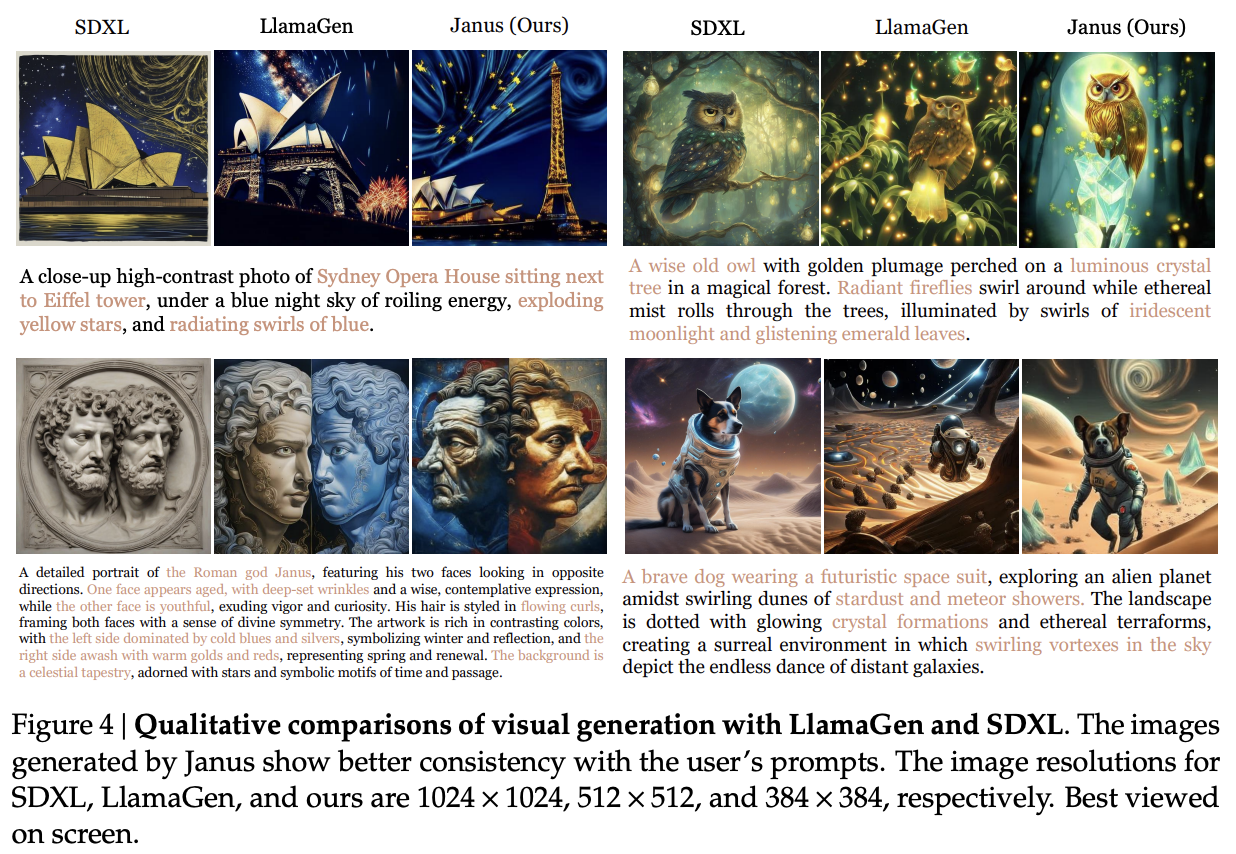 SDXL
LlamaGen
Janus (Ours)
SDXL
LlamaGen
Janus (Ours)
A close-up high-contrast photo of Sydney Opera House sitting next
to Eiffel tower, under a blue night sky of roiling energy, exploding
yellow stars, and radiating swirls of blue.
A wise old owl with golden plumage perched on a luminous crystal
tree in a magical forest. Radiant fireflies swirl around while ethereal
mist rolls through the trees, illuminated by swirls of iridescent
moonlight and glistening emerald leaves.
A detailed portrait of the Roman god Janus, featuring his two faces looking in opposite
directions. One face appears aged, with deep-set wrinkles and a wise, contemplative expression,
while the other face is youthful, exuding vigor and curiosity. His hair is styled in flowing curls,
framing both faces with a sense of divine symmetry. The artwork is rich in contrasting colors,
with the left side dominated by cold blues and silvers, symbolizing winter and reflection, and the
right side awash with warm golds and reds, representing spring and renewal. The background is
a celestial tapestry, adorned with stars and symbolic motifs of time and passage.
A brave dog wearing a futuristic space suit, exploring an alien planet
amidst swirling dunes of stardust and meteor showers. The landscape
is dotted with glowing crystal formations and ethereal terraforms,
creating a surreal environment in which swirling vortexes in the sky
depict the endless dance of distant galaxies.
Figure 4 | Qualitative comparisons of visual generation with LlamaGen and SDXL. The images
generated by Janus show better consistency with the user's prompts. The image resolutions for
SDXL, LlamaGen, and ours are 1024 × 1024, 512 × 512, and 384 × 384, respectively. Best viewed
on screen.